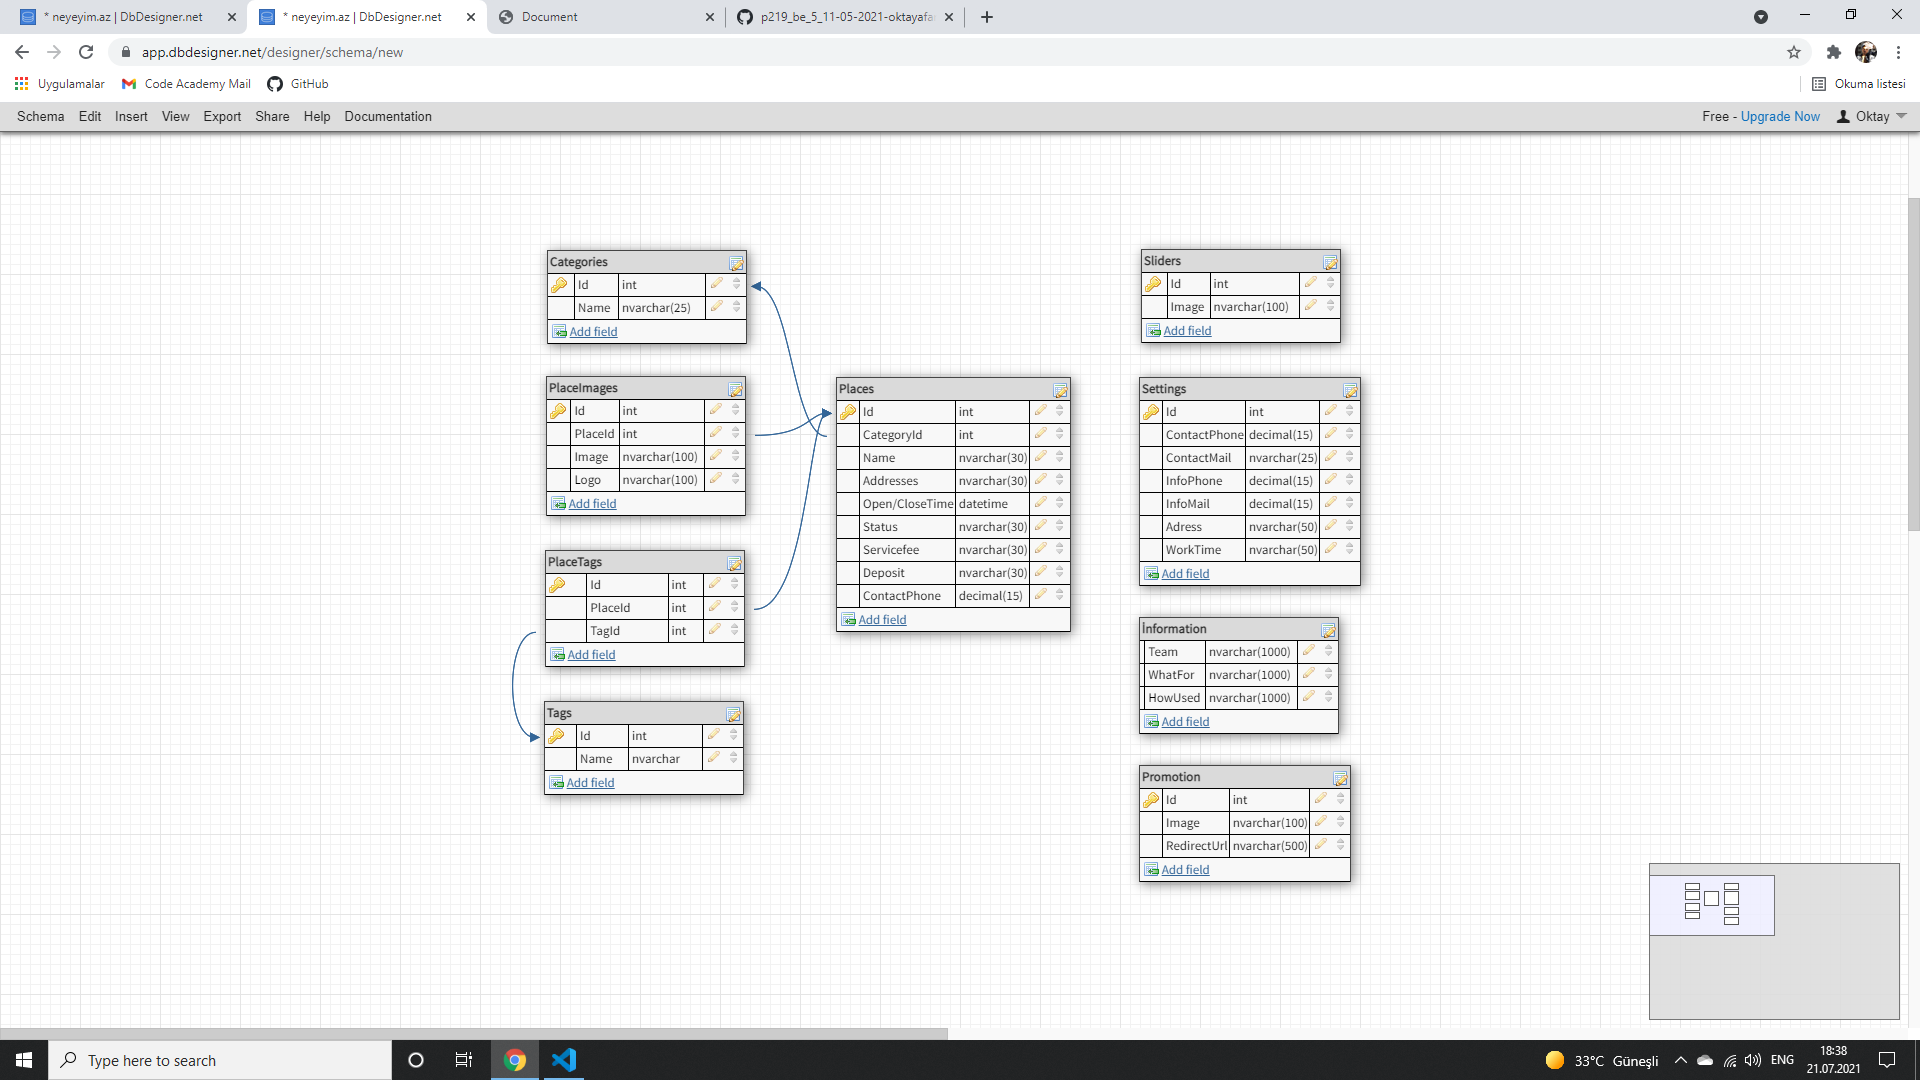 * neyeyim.az | DbDesigner.net
* neyeyim.az | DbDesigner.net
Document
p219_be_5_11-05-2021-oktayafa
app.dbdesigner.net/designer/schema/new
Uygulamalar
Code Academy Mail
GitHub
Okuma listesi
Schema Edit Insert View Export Share Help Documentation
Free - Upgrade Now
Oktay
Categories
Id int
Name nvarchar(25)
Add field
PlaceImages
Id int
PlaceId int
Image nvarchar(100)
Logo nvarchar(100)
Add field
PlaceTags
Id int
PlaceId int
TagId int
Add field
Tags
Id int
Name nvarchar
Add field
Places
Id int
CategoryId int
Name nvarchar(30)
Addresses nvarchar(30)
Open/CloseTime datetime
Status nvarchar(30)
Servicefee nvarchar(30)
Deposit nvarchar(30)
ContactPhone decimal(15)
Add field
Sliders
Id int
Image nvarchar(100)
Add field
Settings
Id int
ContactPhone decimal(15)
ContactMail nvarchar(25)
InfoPhone decimal(15)
InfoMail decimal(15)
Adress nvarchar(50)
WorkTime nvarchar(50)
Add field
İnformation
Team nvarchar(1000)
WhatFor nvarchar(1000)
HowUsed nvarchar(1000)
Add field
Promotion
Id int
Image nvarchar(100)
RedirectUrl nvarchar(500)
Add field
Type here to search
33°C Güneşli
ENG
18:38
21.07.2021